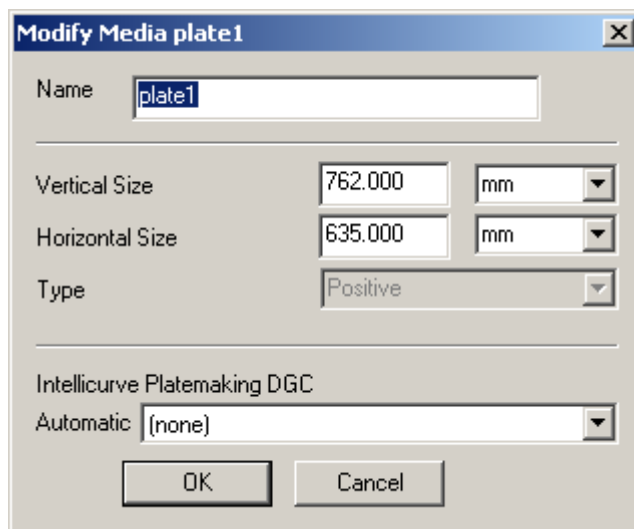 Modify Media plate1
Name plate1
Vertical Size 762.000 mm
Horizontal Size 635.000 mm
Type Positive
Intellicurve Platemaking DGC
Automatic (none)
OK Cancel